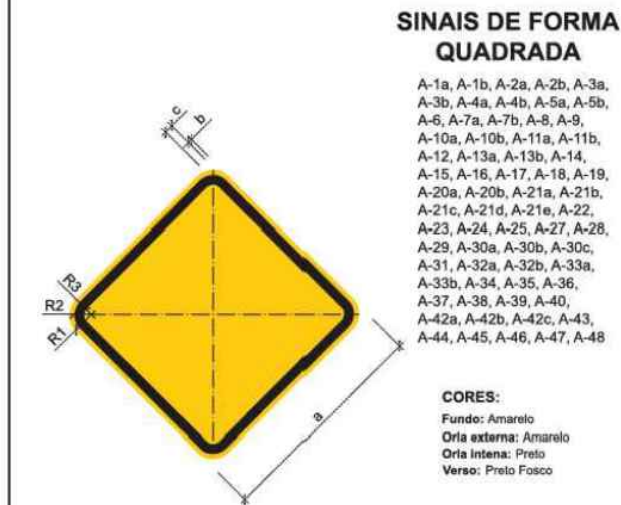 SINAIS DE FORMA
QUADRADA
A-1a, A-1b, A-2a, A-2b, A-3a,
A-3b, A-4a, A-4b, A-5a, A-5b,
A-6, A-7a, A-7b, A-8, A-9,
A-10a, A-10b, A-11a, A-11b,
A-12, A-13a, A-13b, A-14,
A-15, A-16, A-17, A-18, A-19,
A-20a, A-20b, A-21a, A-21b,
A-21c, A-21d, A-21e, A-22,
A-23, A-24, A-25, A-27, A-28,
A-29, A-30a, A-30b, A-30c,
A-31, A-32a, A-32b, A-33a,
A-33b, A-34, A-35, A-36,
A-37, A-38, A-39, A-40,
A-42a, A-42b, A-42c, A-43,
A-44, A-45, A-46, A-47, A-48
c
b
R3
R2
R1
a
CORES:
Fundo: Amarelo
Orla externa: Amarelo
Orla intena: Preto
Verso: Preto Fosco